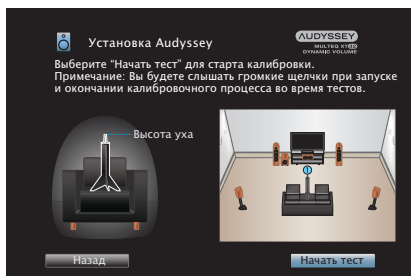 Установка Audyssey
AUDYSSEY
MULTEQ XT32
DYNAMIC VOLUME
Выберите "Начать тест" для старта калибровки.
Примечание: Вы будете слышать громкие щелчки при запуске
и окончании калибровочного процесса во время тестов.
Высота уха
1
Назад
Начать тест